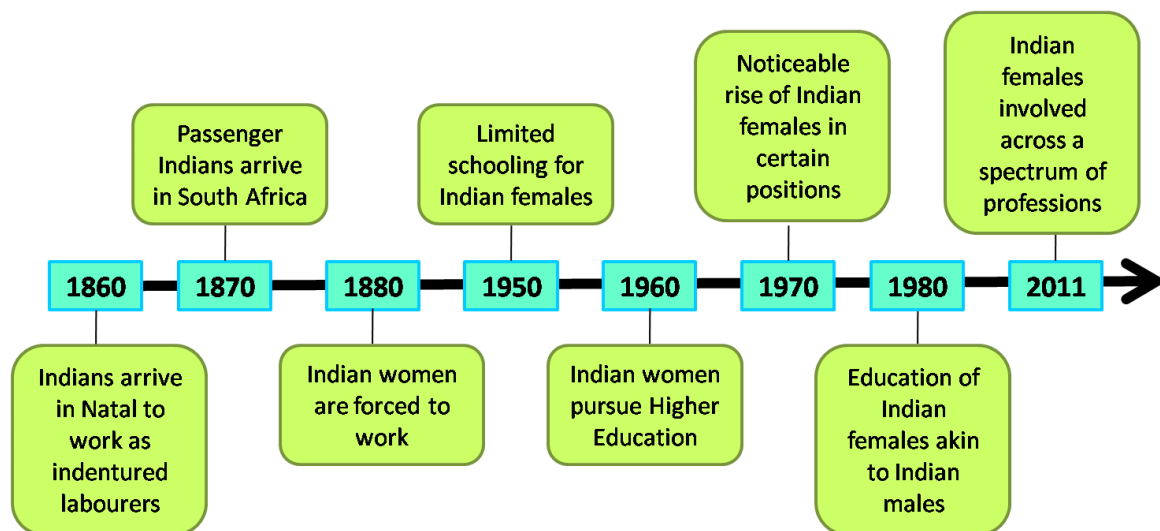 Passenger
Indians arrive
in South Africa
Limited
schooling for
Indian females
Noticeable
rise of Indian
females in
certain
positions
Indian
females
involved
across a
spectrum of
professions
1860
1870
1880
1950
1960
1970
1980
2011
Indians arrive
in Natal to
work as
indentured
labourers
Indian women
are forced to
work
Indian women
pursue Higher
Education
Education of
Indian
females akin
to Indian
males